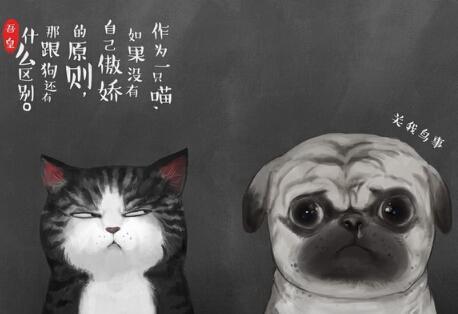 作为一只喵，
如果没有
自己傲娇
的原则，
那跟狗还有
什么区别。
吾皇
关我鸟事